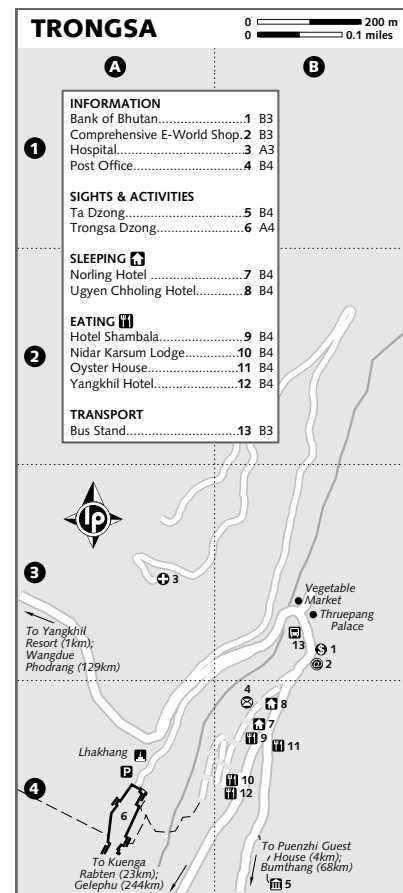 TRONGSA
0 200 m
0 0.1 miles
A
B
1
INFORMATION
Bank of Bhutan.....................1 B3
Comprehensive E-World Shop.2 B3
Hospital................................3 A3
Post Office............................4 B4
SIGHTS & ACTIVITIES
Ta Dzong..............................5 B4
Trongsa Dzong......................6 A4
SLEEPING
Norling Hotel ........................7 B4
Ugyen Chholing Hotel............8 B4
EATING
Hotel Shambala.....................9 B4
Nidar Karsum Lodge.............10 B4
Oyster House.......................11 B4
Yangkhil Hotel.....................12 B4
TRANSPORT
Bus Stand............................13 B3
2
lp
3
3
Vegetable
Market
Thruepang
Palace
13
1
2
To Yangkhil
Resort (1km);
Wangdue
Phodrang (129km)
4
8
7
9
11
Lhakhang
P
4
10
12
6
To Kuenga
Rabten (23km);
Gelephu (244km)
To Puenzhi Guest
House (4km);
Bumthang (68km)
5